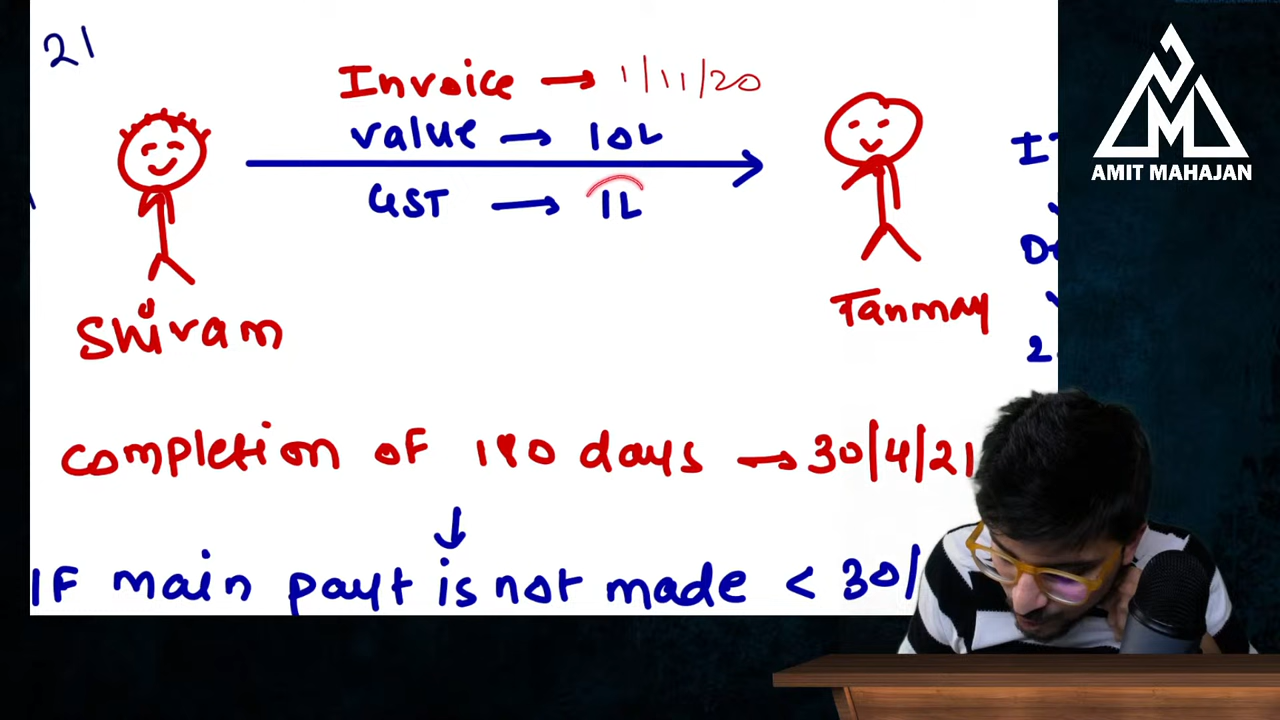 21
Invoice → 1/11/20
value → 10L
GST → 1L
AMIT MAHAJAN
Shivam
Tanmay
completion of 180 days → 30/4/21
IF main payt is not made < 30/
2.